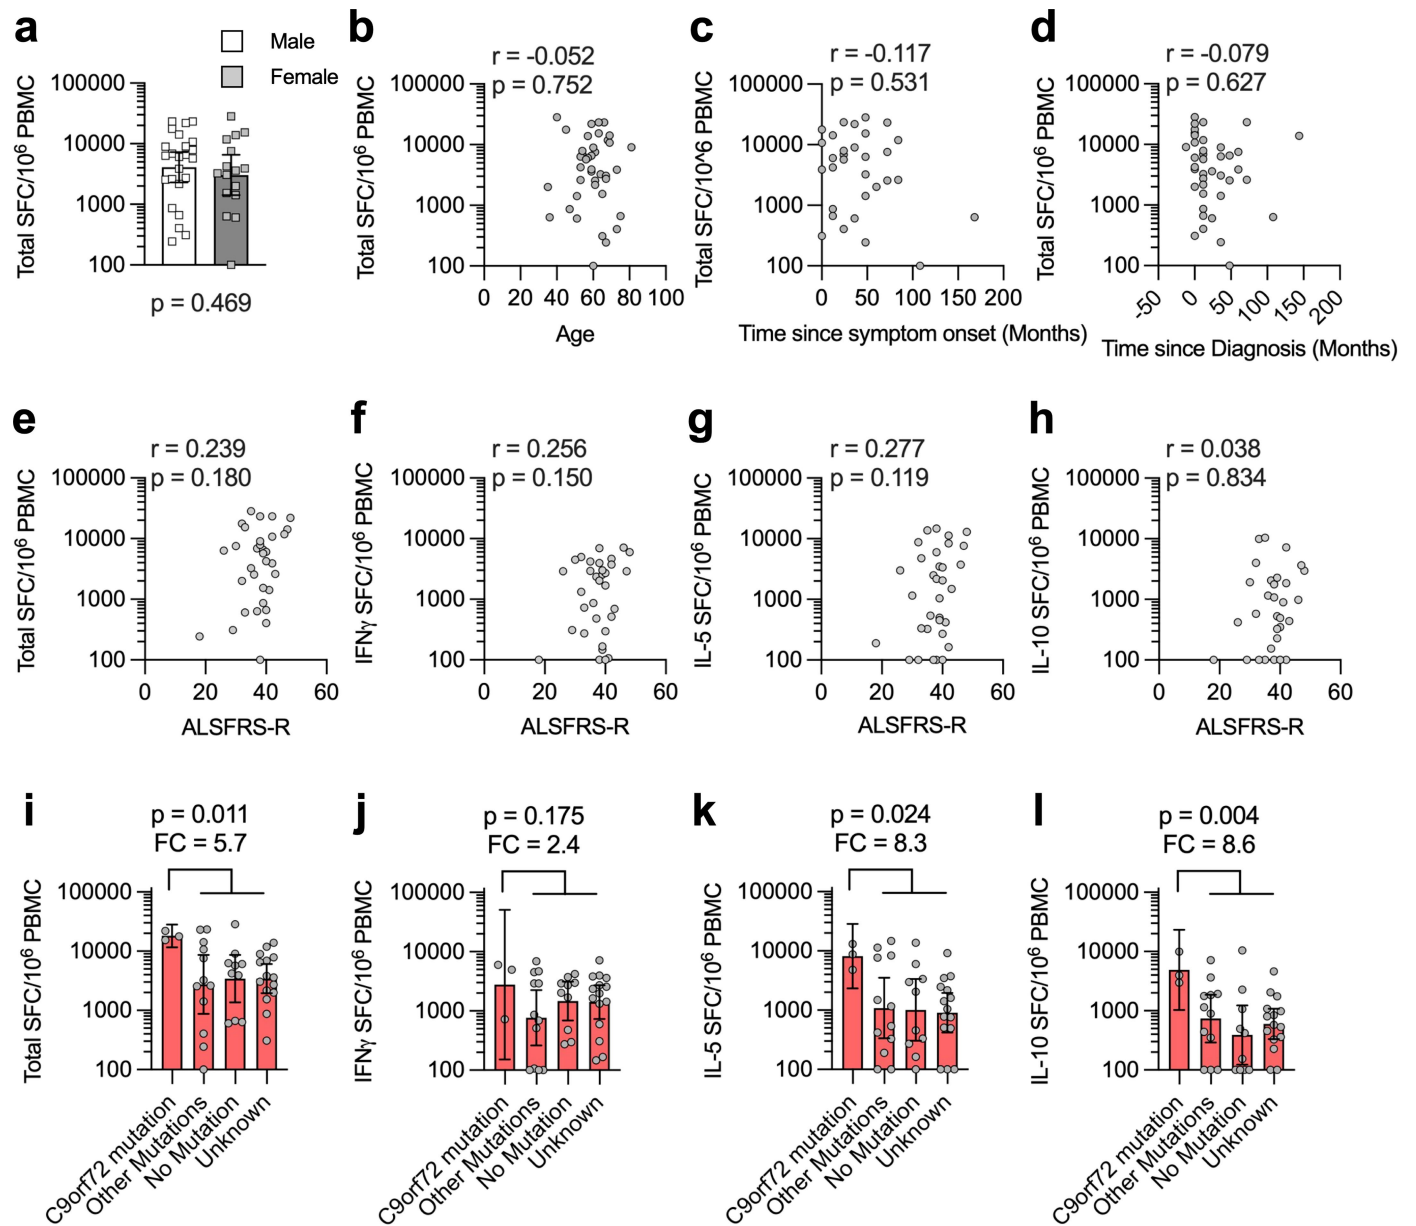 a
Male
Female
100000
10000
1000
100
Total SFC/10⁶ PBMC
p = 0.469
b
r = -0.052
p = 0.752
100000
10000
1000
100
Total SFC/10⁶ PBMC
0 20 40 60 80 100
Age
c
r = -0.117
p = 0.531
100000
10000
1000
100
Total SFC/10^6 PBMC
0 50 100 150 200
Time since symptom onset (Months)
d
r = -0.079
p = 0.627
100000
10000
1000
100
Total SFC/10⁶ PBMC
-50 0 50 100 150 200
Time since Diagnosis (Months)
e
r = 0.239
p = 0.180
100000
10000
1000
100
Total SFC/10⁶ PBMC
0 20 40 60
ALSFRS-R
f
r = 0.256
p = 0.150
100000
10000
1000
100
IFNγ SFC/10⁶ PBMC
0 20 40 60
ALSFRS-R
g
r = 0.277
p = 0.119
100000
10000
1000
100
IL-5 SFC/10⁶ PBMC
0 20 40 60
ALSFRS-R
h
r = 0.038
p = 0.834
100000
10000
1000
100
IL-10 SFC/10⁶ PBMC
0 20 40 60
ALSFRS-R
i
p = 0.011
FC = 5.7
100000
10000
1000
100
Total SFC/10⁶ PBMC
C9orf72 mutation
Other Mutations
No Mutation
Unknown
j
p = 0.175
FC = 2.4
100000
10000
1000
100
IFNγ SFC/10⁶ PBMC
C9orf72 mutation
Other Mutations
No Mutation
Unknown
k
p = 0.024
FC = 8.3
100000
10000
1000
100
IL-5 SFC/10⁶ PBMC
C9orf72 mutation
Other Mutations
No Mutation
Unknown
l
p = 0.004
FC = 8.6
100000
10000
1000
100
IL-10 SFC/10⁶ PBMC
C9orf72 mutation
Other Mutations
No Mutation
Unknown